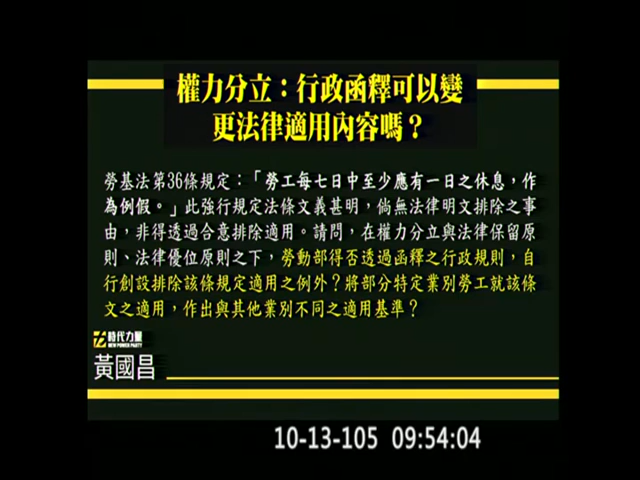 權力分立：行政函釋可以變
更法律適用內容嗎？
勞基法第36條規定：「勞工每七日中至少應有一日之休息，作
為例假。」此強行規定法條文義甚明，倘無法律明文排除之事
由，非得透過合意排除適用。請問，在權力分立與法律保留原
則、法律優位原則之下，勞動部得否透過函釋之行政規則，自
行創設排除該條規定適用之例外？將部分特定業別勞工就該條
文之適用，作出與其他業別不同之適用基準？
時代力量
NEW POWER PARTY
黃國昌
10-13-105 09:54:04